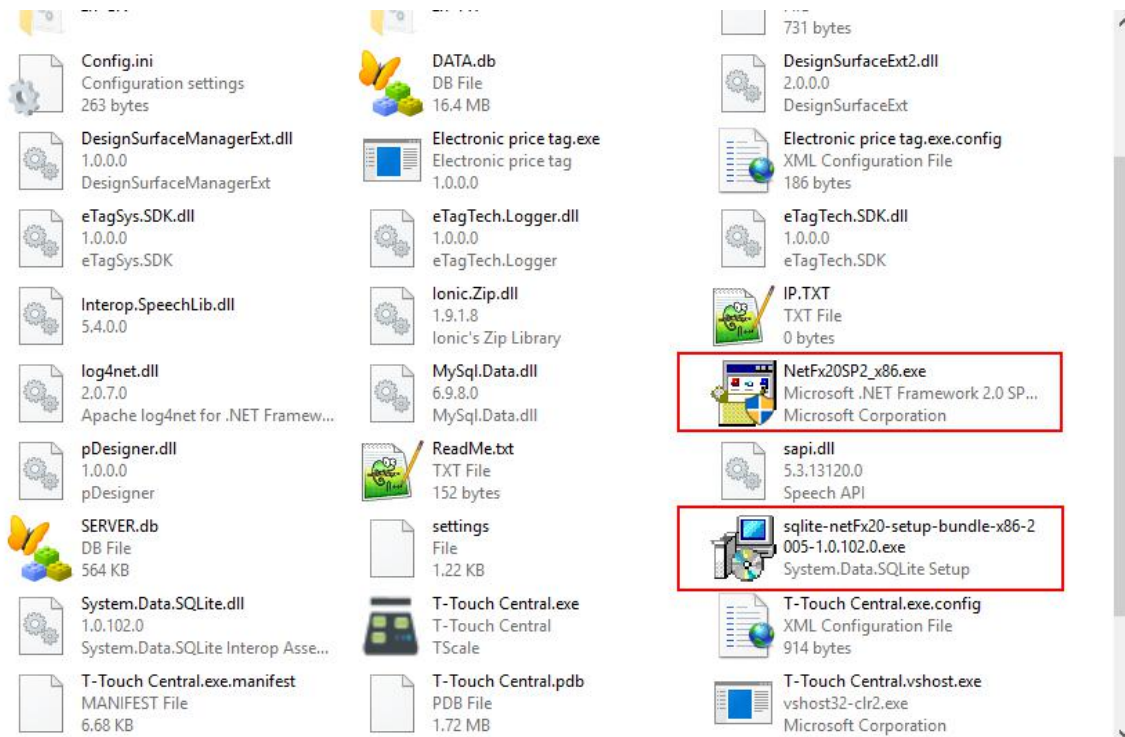 731 bytes
Config.ini
Configuration settings
263 bytes
DATA.db
DB File
16.4 MB
DesignSurfaceExt2.dll
2.0.0.0
DesignSurfaceExt
DesignSurfaceManagerExt.dll
1.0.0.0
DesignSurfaceManagerExt
Electronic price tag.exe
Electronic price tag
1.0.0.0
Electronic price tag.exe.config
XML Configuration File
186 bytes
eTagSys.SDK.dll
1.0.0.0
eTagSys.SDK
eTagTech.Logger.dll
1.0.0.0
eTagTech.Logger
eTagTech.SDK.dll
1.0.0.0
eTagTech.SDK
Interop.SpeechLib.dll
5.4.0.0
Ionic.Zip.dll
1.9.1.8
Ionic's Zip Library
IP.TXT
TXT File
0 bytes
log4net.dll
2.0.7.0
Apache log4net for .NET Framew...
MySql.Data.dll
6.9.8.0
MySql.Data.dll
NetFx20SP2_x86.exe
Microsoft .NET Framework 2.0 SP...
Microsoft Corporation
pDesigner.dll
1.0.0.0
pDesigner
ReadMe.txt
TXT File
152 bytes
sapi.dll
5.3.13120.0
Speech API
SERVER.db
DB File
564 KB
settings
File
1.22 KB
sqlite-netFx20-setup-bundle-x86-2
005-1.0.102.0.exe
System.Data.SQLite Setup
System.Data.SQLite.dll
1.0.102.0
System.Data.SQLite Interop Asse...
T-Touch Central.exe
T-Touch Central
TScale
T-Touch Central.exe.config
XML Configuration File
914 bytes
T-Touch Central.exe.manifest
MANIFEST File
6.68 KB
T-Touch Central.pdb
PDB File
1.72 MB
T-Touch Central.vshost.exe
vshost32-clr2.exe
Microsoft Corporation